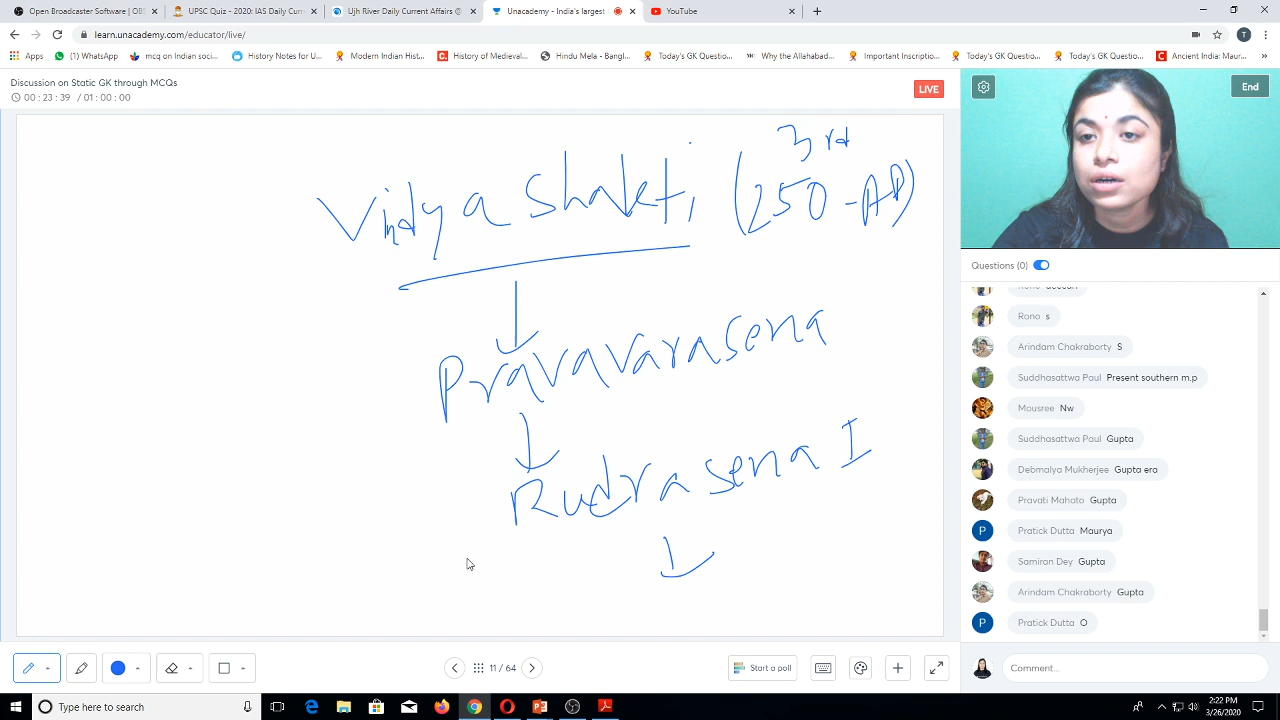 Open Broadcaster Software | OBS
UPSC Quiz - 2020: IAS Daily Curr
Ujh River Daily Current Affairs @
Unacademy - India's largest
YouTube
learn.unacademy.com/educator/live/
T
Apps
(1) WhatsApp
mcq on Indian soci...
History Notes for U...
Modern Indian Hist...
History of Medieval...
Hindu Mela - Bangl...
Today's GK Questio...
Why the Allahabad...
Important Inscriptio...
Today's GK Questio...
Today's GK Questio...
Ancient India: Maur...
Discussion on Static GK through MCQs
00 : 23 : 39 / 01 : 00 : 00
LIVE
End
3rd
Vindya Shakti (250-AD)
Pravavarasena
Rudrasena I
Questions (0)
Rono s
Arindam Chakraborty S
Suddhasattwa Paul Present southern m.p
Mousree Nw
Suddhasattwa Paul Gupta
Debmalya Mukherjee Gupta era
Pravati Mahato Gupta
P Pratick Dutta Maurya
Samiran Dey Gupta
Arindam Chakraborty Gupta
P Pratick Dutta O
11 / 64
Start a poll
Comment...
Type here to search
2:22 PM
3/26/2020